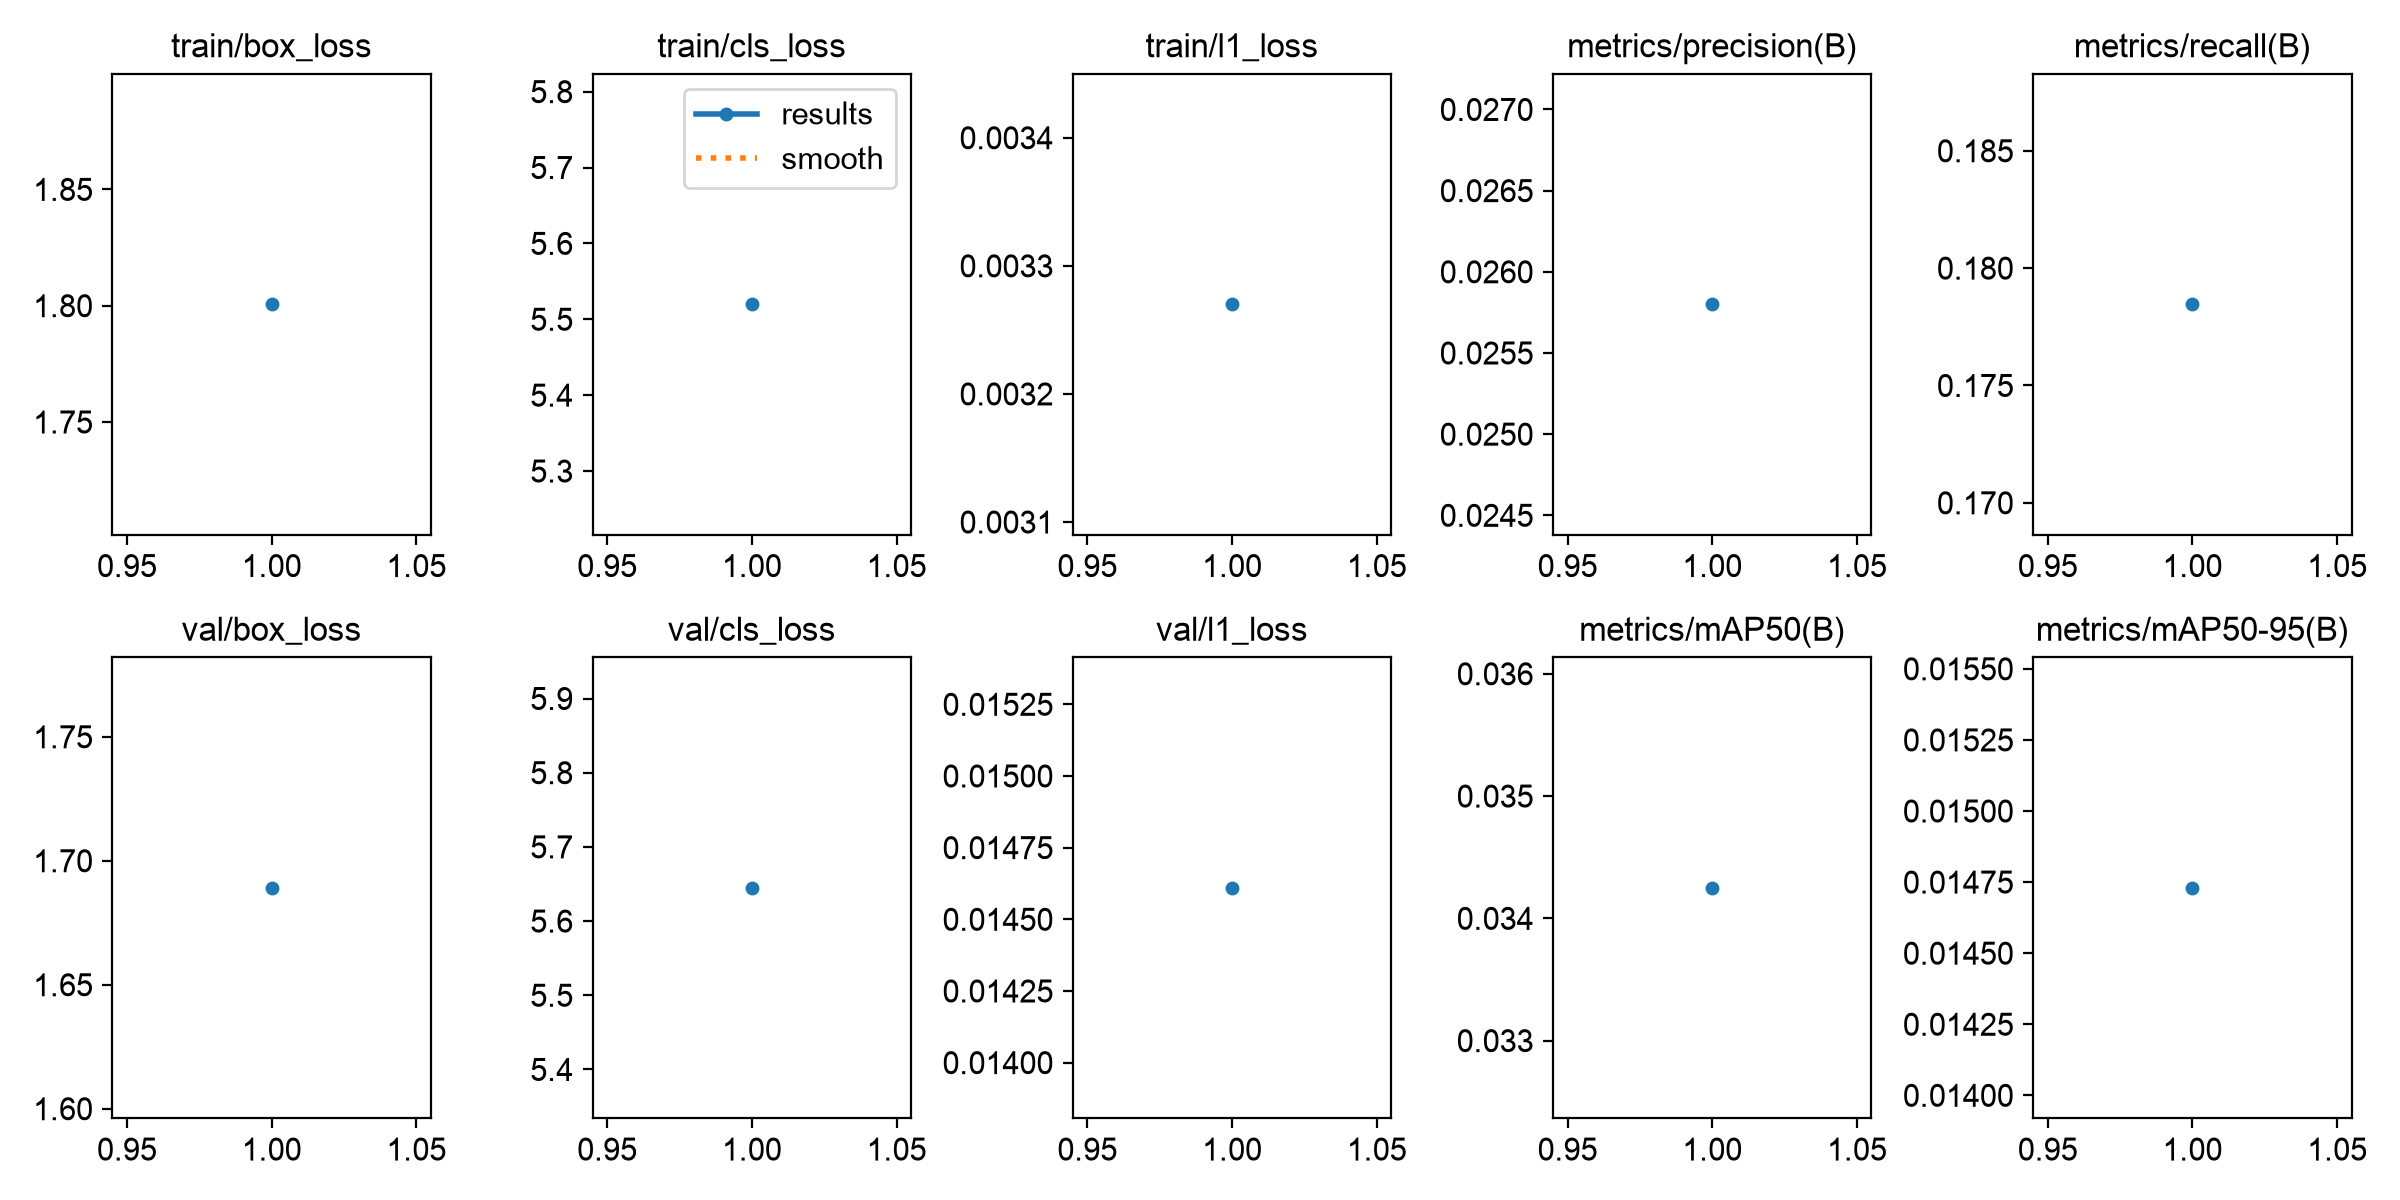 train/box_loss
1.85
1.80
1.75
0.95 1.00 1.05
train/cls_loss
results
smooth
5.8
5.7
5.6
5.5
5.4
5.3
0.95 1.00 1.05
train/l1_loss
0.0034
0.0033
0.0032
0.0031
0.95 1.00 1.05
metrics/precision(B)
0.0270
0.0265
0.0260
0.0255
0.0250
0.0245
0.95 1.00 1.05
metrics/recall(B)
0.185
0.180
0.175
0.170
0.95 1.00 1.05
val/box_loss
1.75
1.70
1.65
1.60
0.95 1.00 1.05
val/cls_loss
5.9
5.8
5.7
5.6
5.5
5.4
0.95 1.00 1.05
val/l1_loss
0.01525
0.01500
0.01475
0.01450
0.01425
0.01400
0.95 1.00 1.05
metrics/mAP50(B)
0.036
0.035
0.034
0.033
0.95 1.00 1.05
metrics/mAP50-95(B)
0.01550
0.01525
0.01500
0.01475
0.01450
0.01425
0.01400
0.95 1.00 1.05